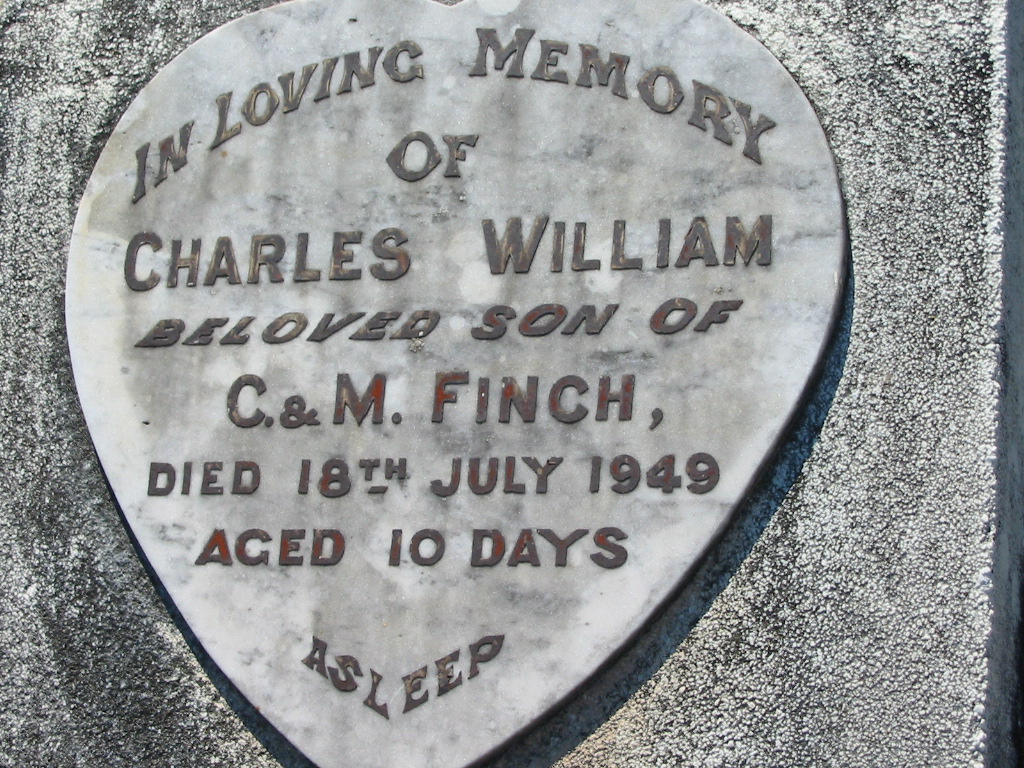 IN LOVING MEMORY
OF
CHARLES WILLIAM
BELOVED SON OF
C. & M. FINCH,
DIED 18TH JULY 1949
AGED 10 DAYS
ASLEEP